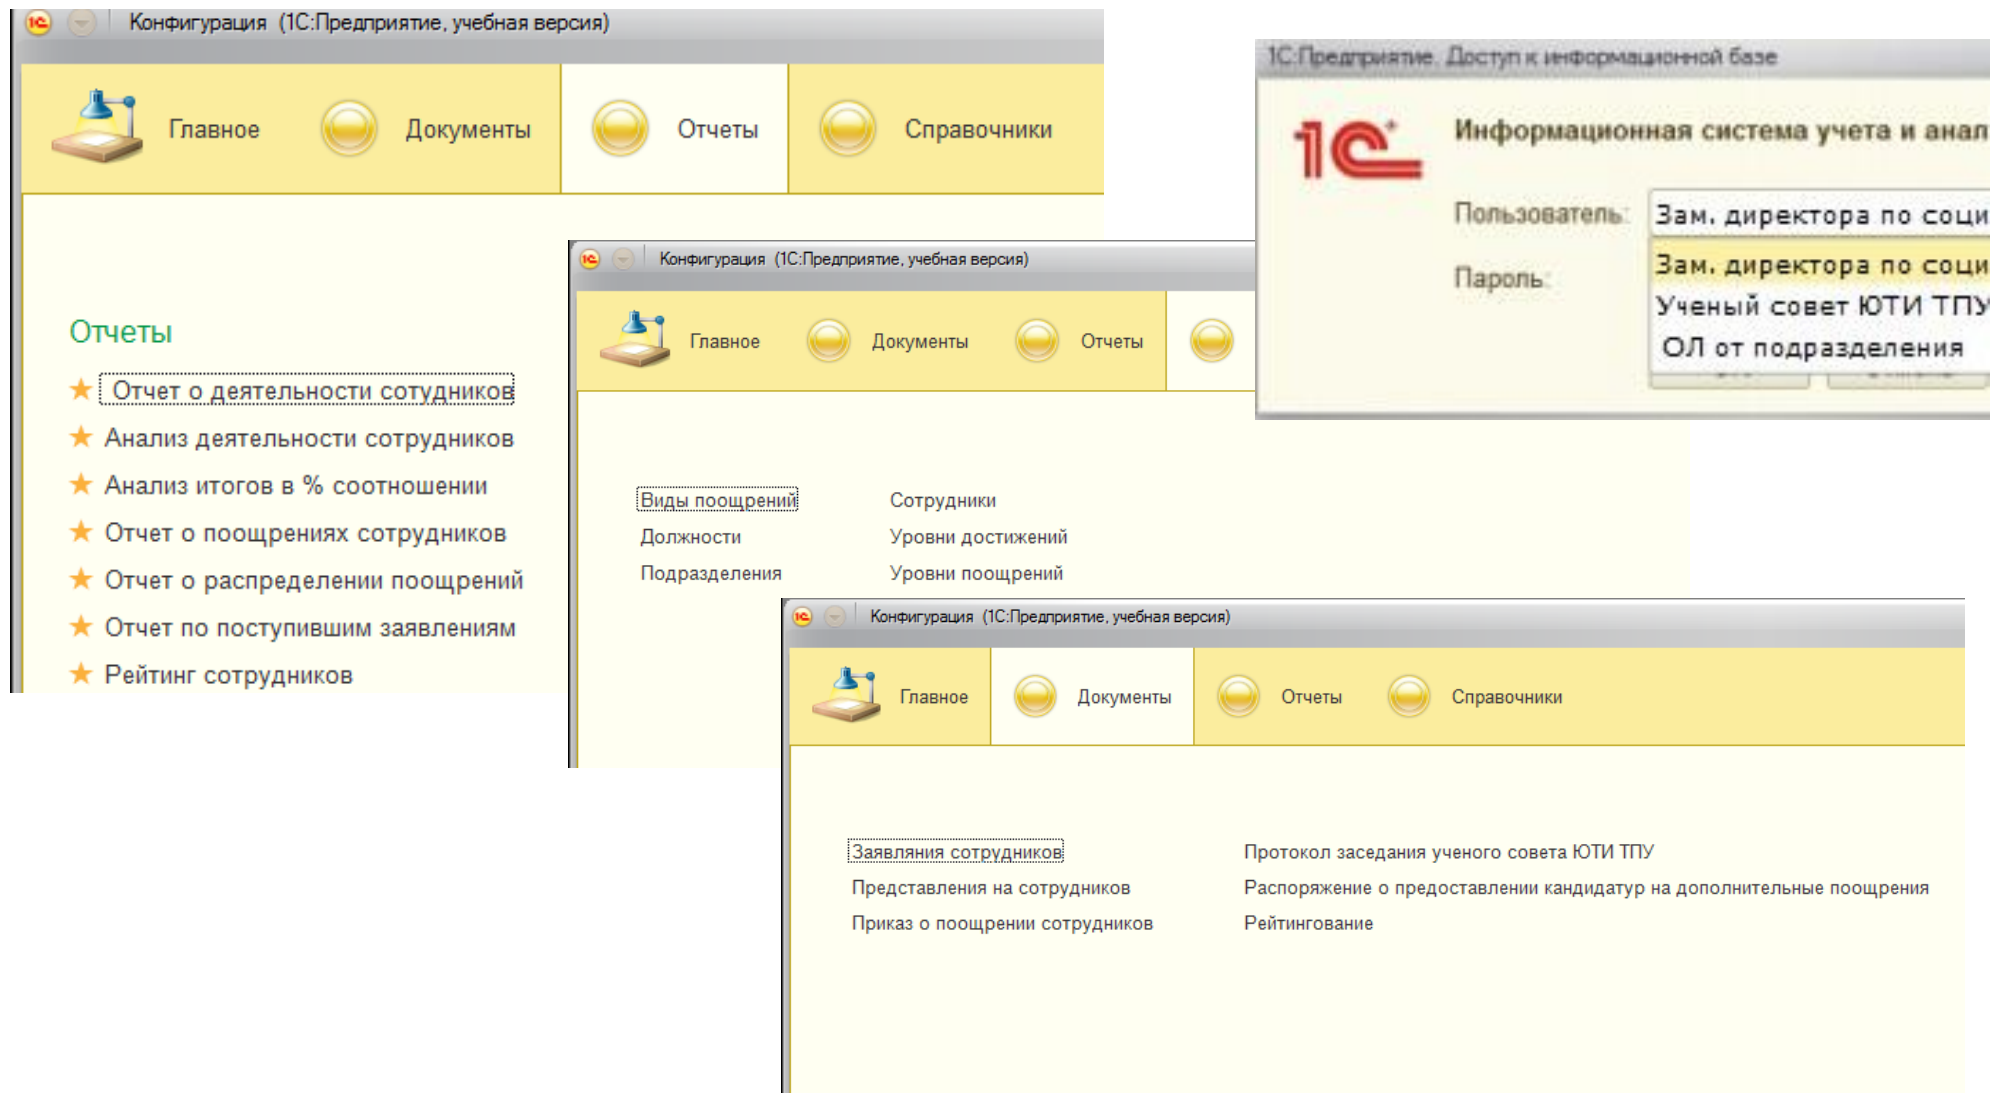 Конфигурация (1С:Предприятие, учебная версия)
Главное
Документы
Отчеты
Справочники
Отчеты
Отчет о деятельности сотудников
Анализ деятельности сотрудников
Анализ итогов в % соотношении
Отчет о поощрениях сотрудников
Отчет о распределении поощрений
Отчет по поступившим заявлениям
Рейтинг сотрудников
1С:Предприятие. Доступ к информационной базе
1С
Информационная система учета и анал
Пользователь: Зам. директора по соци
Зам. директора по соци
Пароль:
Ученый совет ЮТИ ТПУ
ОЛ от подразделения
Конфигурация (1С:Предприятие, учебная версия)
Главное
Документы
Отчеты
Виды поощрений
Сотрудники
Должности
Уровни достижений
Подразделения
Уровни поощрений
Конфигурация (1С:Предприятие, учебная версия)
Главное
Документы
Отчеты
Справочники
Заявляния сотрудников
Протокол заседания ученого совета ЮТИ ТПУ
Представления на сотрудников
Распоряжение о предоставлении кандидатур на дополнительные поощрения
Приказ о поощрении сотрудников
Рейтингование